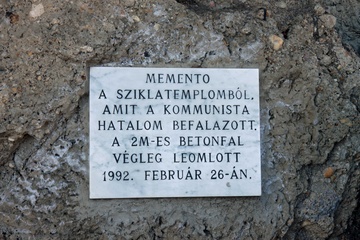 MEMENTO
A SZIKLATEMPLOMBÓL,
AMIT A KOMMUNISTA
HATALOM BEFALAZOTT,
A 2M-ES BETONFAL
VÉGLEG LEOMLOTT
1992. FEBRUÁR 26-ÁN.